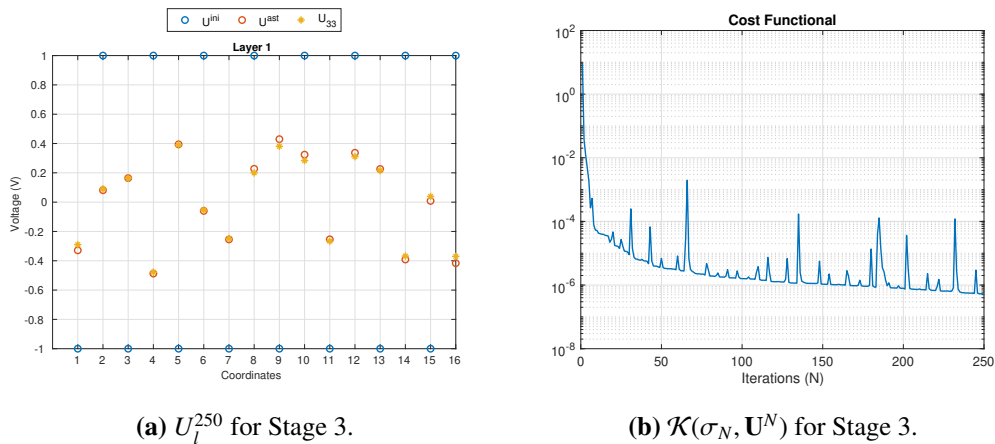 U^ini U^ast U_33
Layer 1
Voltage (V)
1
0.8
0.6
0.4
0.2
0
-0.2
-0.4
-0.6
-0.8
-1
1 2 3 4 5 6 7 8 9 10 11 12 13 14 15 16
Coordinates
(a) U_l^250 for Stage 3.
Cost Functional
10^2
10^0
10^-2
10^-4
10^-6
10^-8
0 50 100 150 200 250
Iterations (N)
(b) 𝒦(σ_N, U^N) for Stage 3.